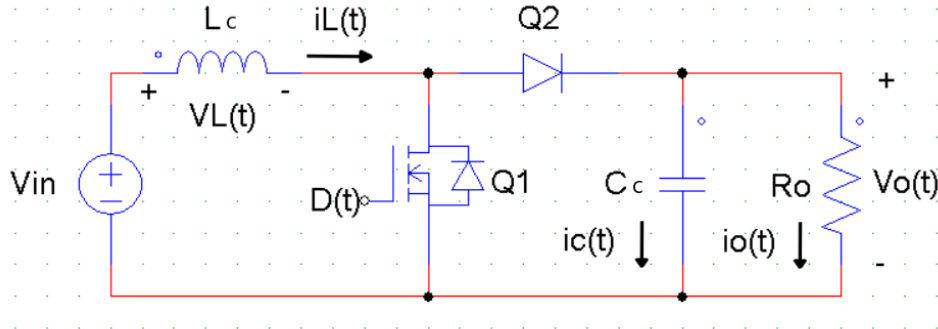 Lc iL(t) Q2
+ - +
VL(t)
Vin + - D(t) Q1 Cc Ro Vo(t)
ic(t) io(t)
-